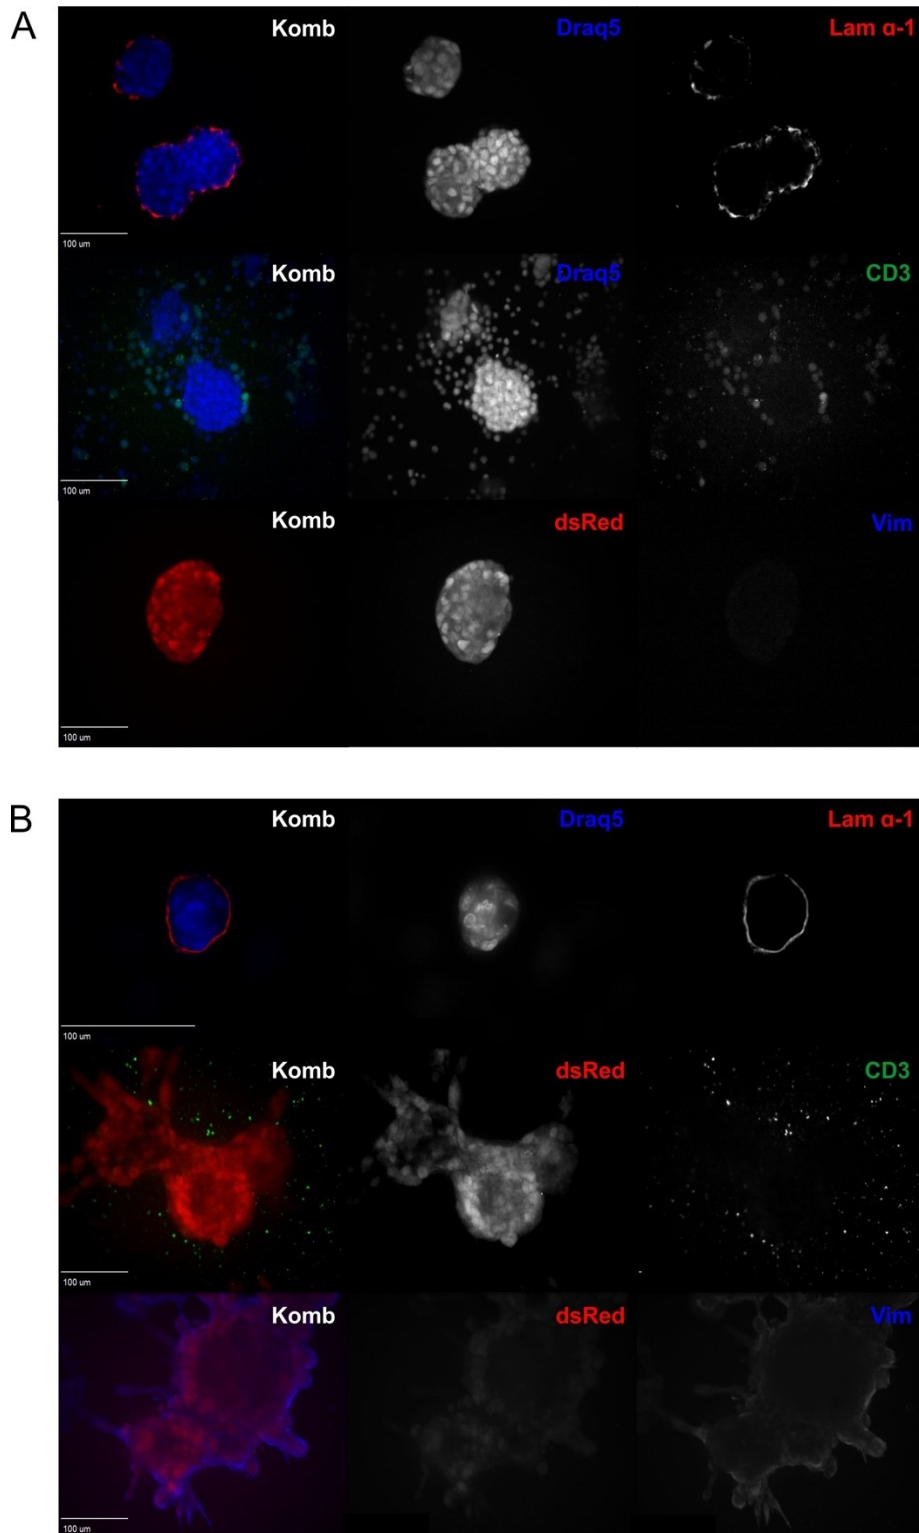 A
Komb Draq5 Lam α-1
100 um
Komb Draq5 CD3
100 um
Komb dsRed Vim
100 um
B
Komb Draq5 Lam α-1
100 um
Komb dsRed CD3
100 um
Komb dsRed Vim
100 um